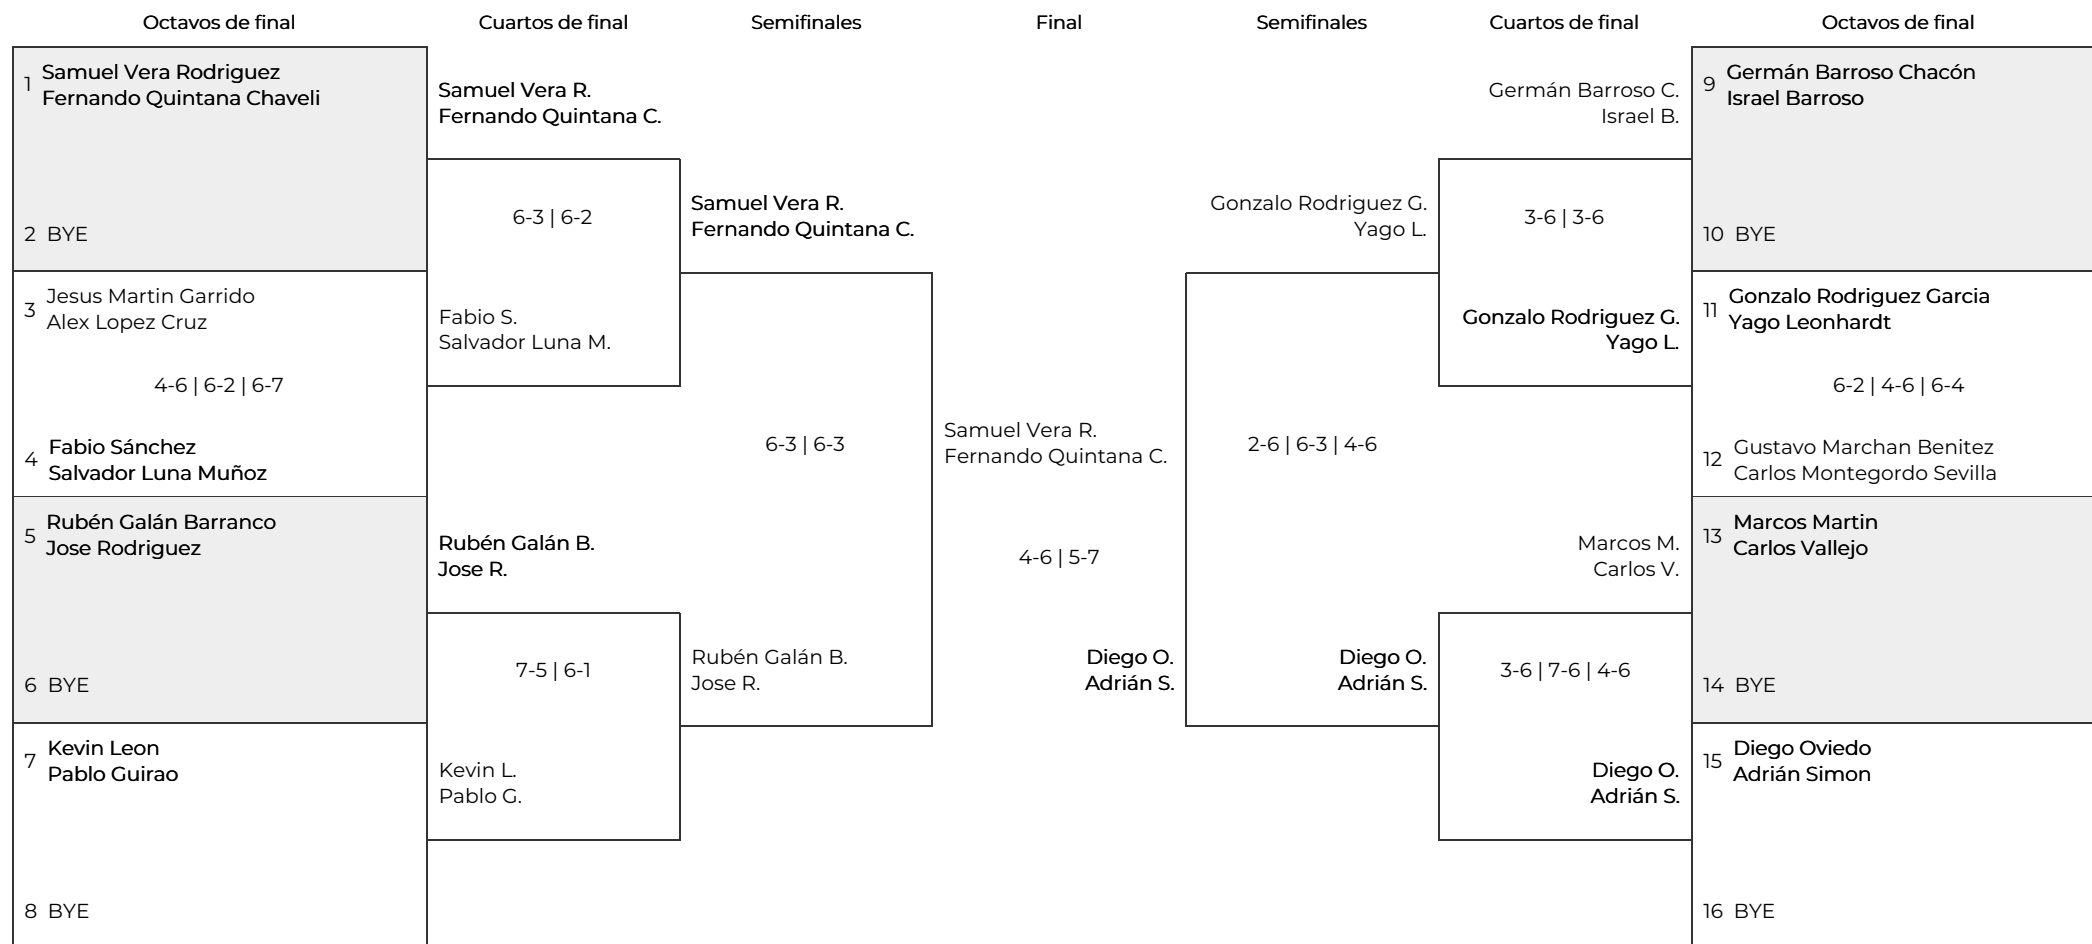 Octavos de final
Cuartos de final
Semifinales
Final
Semifinales
Cuartos de final
Octavos de final
1 Samuel Vera Rodriguez
Fernando Quintana Chaveli
2 BYE
3 Jesus Martin Garrido
Alex Lopez Cruz
4-6 | 6-2 | 6-7
4 Fabio Sánchez
Salvador Luna Muñoz
5 Rubén Galán Barranco
Jose Rodriguez
6 BYE
7 Kevin Leon
Pablo Guirao
8 BYE
Samuel Vera R.
Fernando Quintana C.
6-3 | 6-2
Fabio S.
Salvador Luna M.
Rubén Galán B.
Jose R.
7-5 | 6-1
Kevin L.
Pablo G.
Samuel Vera R.
Fernando Quintana C.
6-3 | 6-3
Rubén Galán B.
Jose R.
Samuel Vera R.
Fernando Quintana C.
4-6 | 5-7
Diego O.
Adrián S.
Gonzalo Rodriguez G.
Yago L.
2-6 | 6-3 | 4-6
Diego O.
Adrián S.
Germán Barroso C.
Israel B.
3-6 | 3-6
Gonzalo Rodriguez G.
Yago L.
Marcos M.
Carlos V.
3-6 | 7-6 | 4-6
Diego O.
Adrián S.
9 Germán Barroso Chacón
Israel Barroso
10 BYE
11 Gonzalo Rodriguez Garcia
Yago Leonhardt
6-2 | 4-6 | 6-4
12 Gustavo Marchan Benitez
Carlos Montegordo Sevilla
13 Marcos Martin
Carlos Vallejo
14 BYE
15 Diego Oviedo
Adrián Simon
16 BYE